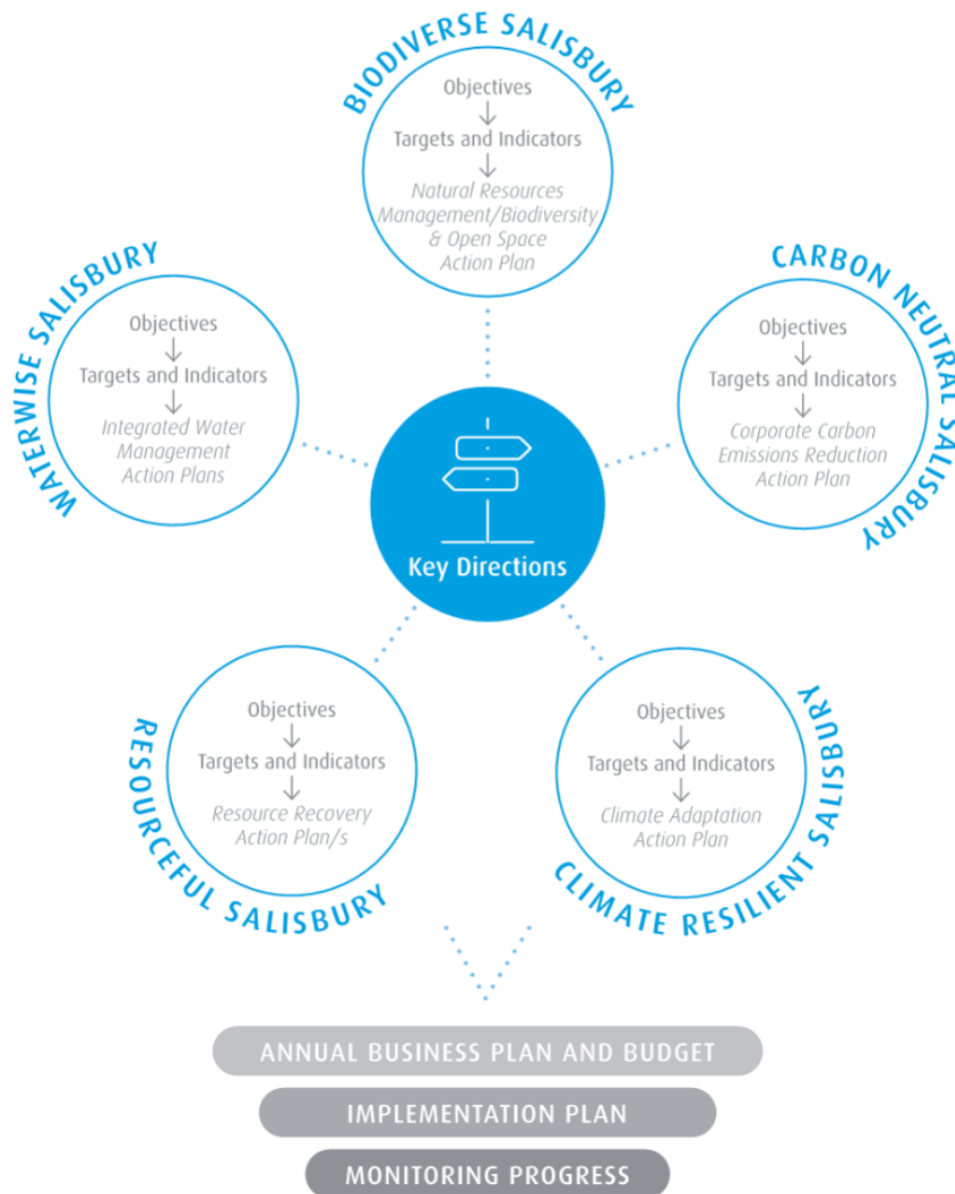 BIODIVERSE SALISBURY
Objectives
Targets and Indicators
Natural Resources
Management/Biodiversity
& Open Space
Action Plan
WATERWISE SALISBURY
Objectives
Targets and Indicators
Integrated Water
Management
Action Plans
CARBON NEUTRAL SALISBURY
Objectives
Targets and Indicators
Corporate Carbon
Emissions Reduction
Action Plan
Key Directions
RESOURCEFUL SALISBURY
Objectives
Targets and Indicators
Resource Recovery
Action Plan/s
CLIMATE RESILIENT SALISBURY
Objectives
Targets and Indicators
Climate Adaptation
Action Plan
ANNUAL BUSINESS PLAN AND BUDGET
IMPLEMENTATION PLAN
MONITORING PROGRESS